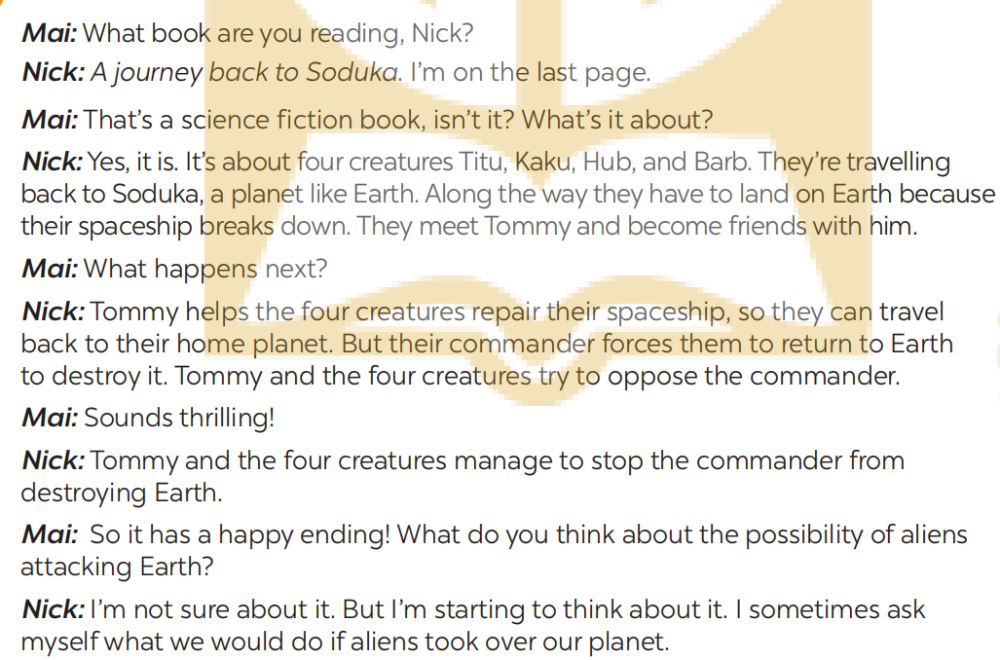 Mai: What book are you reading, Nick?
Nick: A journey back to Soduka. I'm on the last page.
Mai: That's a science fiction book, isn't it? What's it about?
Nick: Yes, it is. It's about four creatures Titu, Kaku, Hub, and Barb. They're travelling
back to Soduka, a planet like Earth. Along the way they have to land on Earth because
their spaceship breaks down. They meet Tommy and become friends with him.
Mai: What happens next?
Nick: Tommy helps the four creatures repair their spaceship, so they can travel
back to their home planet. But their commander forces them to return to Earth
to destroy it. Tommy and the four creatures try to oppose the commander.
Mai: Sounds thrilling!
Nick: Tommy and the four creatures manage to stop the commander from
destroying Earth.
Mai: So it has a happy ending! What do you think about the possibility of aliens
attacking Earth?
Nick: I'm not sure about it. But I'm starting to think about it. I sometimes ask
myself what we would do if aliens took over our planet.